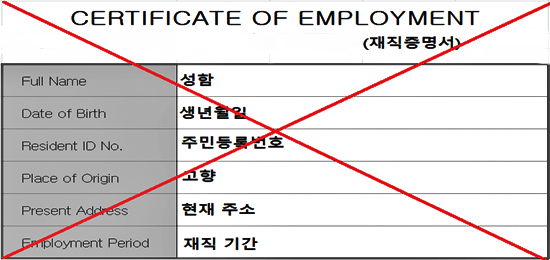 CERTIFICATE OF EMPLOYMENT
(재직증명서)
Full Name 성함
Date of Birth 생년월일
Resident ID No. 주민등록번호
Place of Origin 고향
Present Address 현재 주소
Employment Period 재직 기간